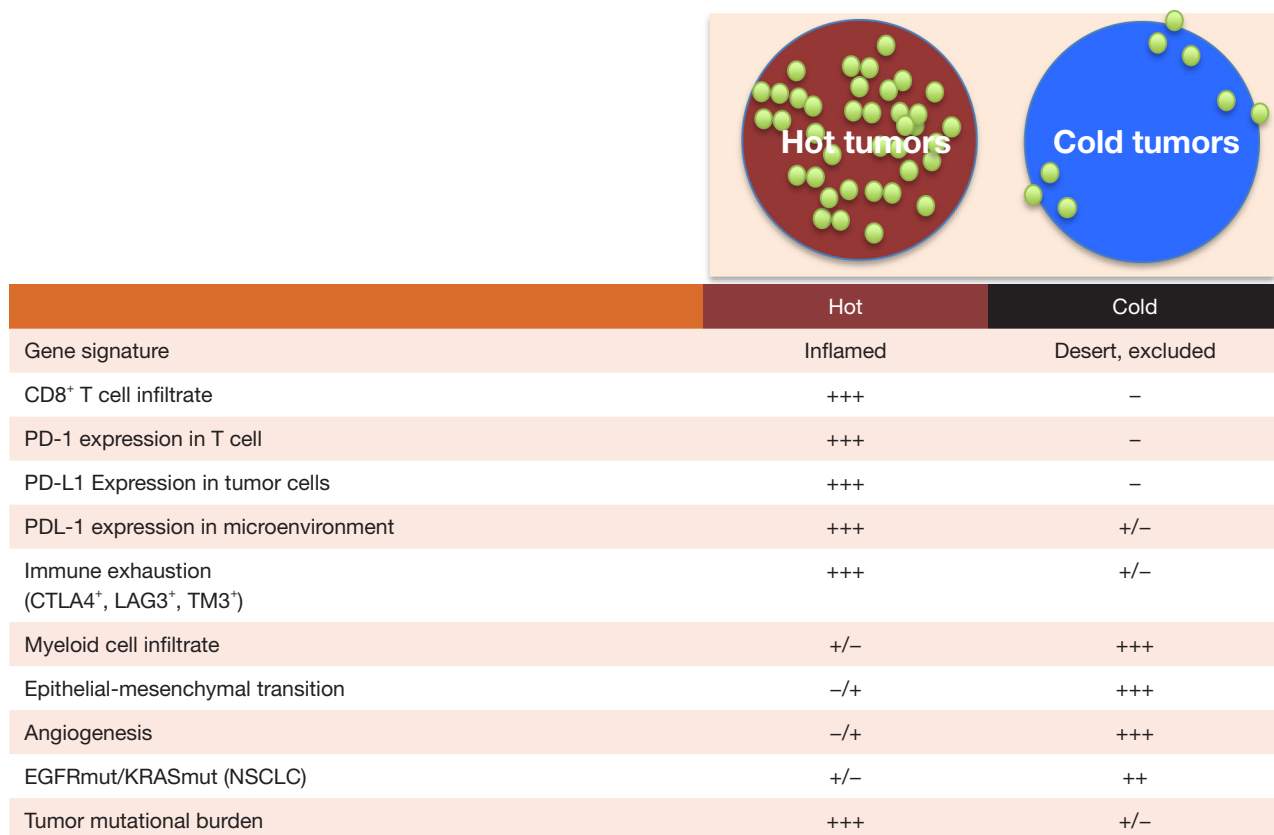 Hot tumors
Cold tumors
Hot
Cold
Gene signature
Inflamed
Desert, excluded
CD8⁺ T cell infiltrate
+++
–
PD-1 expression in T cell
+++
–
PD-L1 Expression in tumor cells
+++
–
PDL-1 expression in microenvironment
+++
+/–
Immune exhaustion
(CTLA4⁺, LAG3⁺, TM3⁺)
+++
+/–
Myeloid cell infiltrate
+/–
+++
Epithelial-mesenchymal transition
–/+
+++
Angiogenesis
–/+
+++
EGFRmut/KRASmut (NSCLC)
+/–
++
Tumor mutational burden
+++
+/–